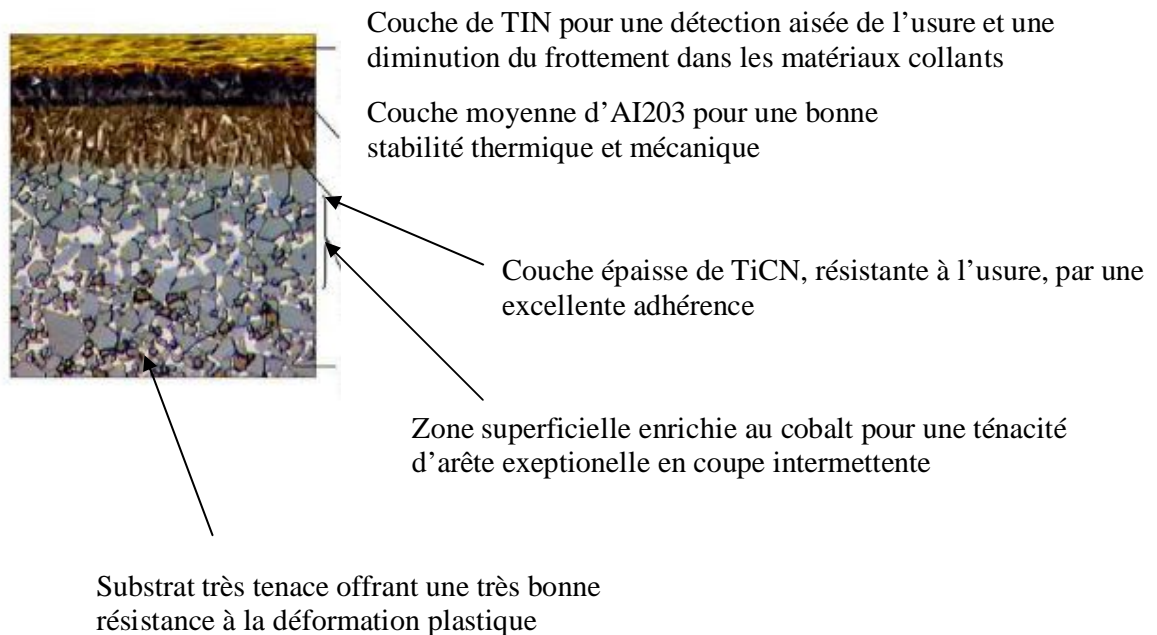 Couche de TIN pour une détection aisée de l’usure et une
diminution du frottement dans les matériaux collants
Couche moyenne d’AI203 pour une bonne
stabilité thermique et mécanique
Couche épaisse de TiCN, résistante à l’usure, par une
excellente adhérence
Zone superficielle enrichie au cobalt pour une ténacité
d’arête exeptionelle en coupe intermettente
Substrat très tenace offrant une très bonne
résistance à la déformation plastique